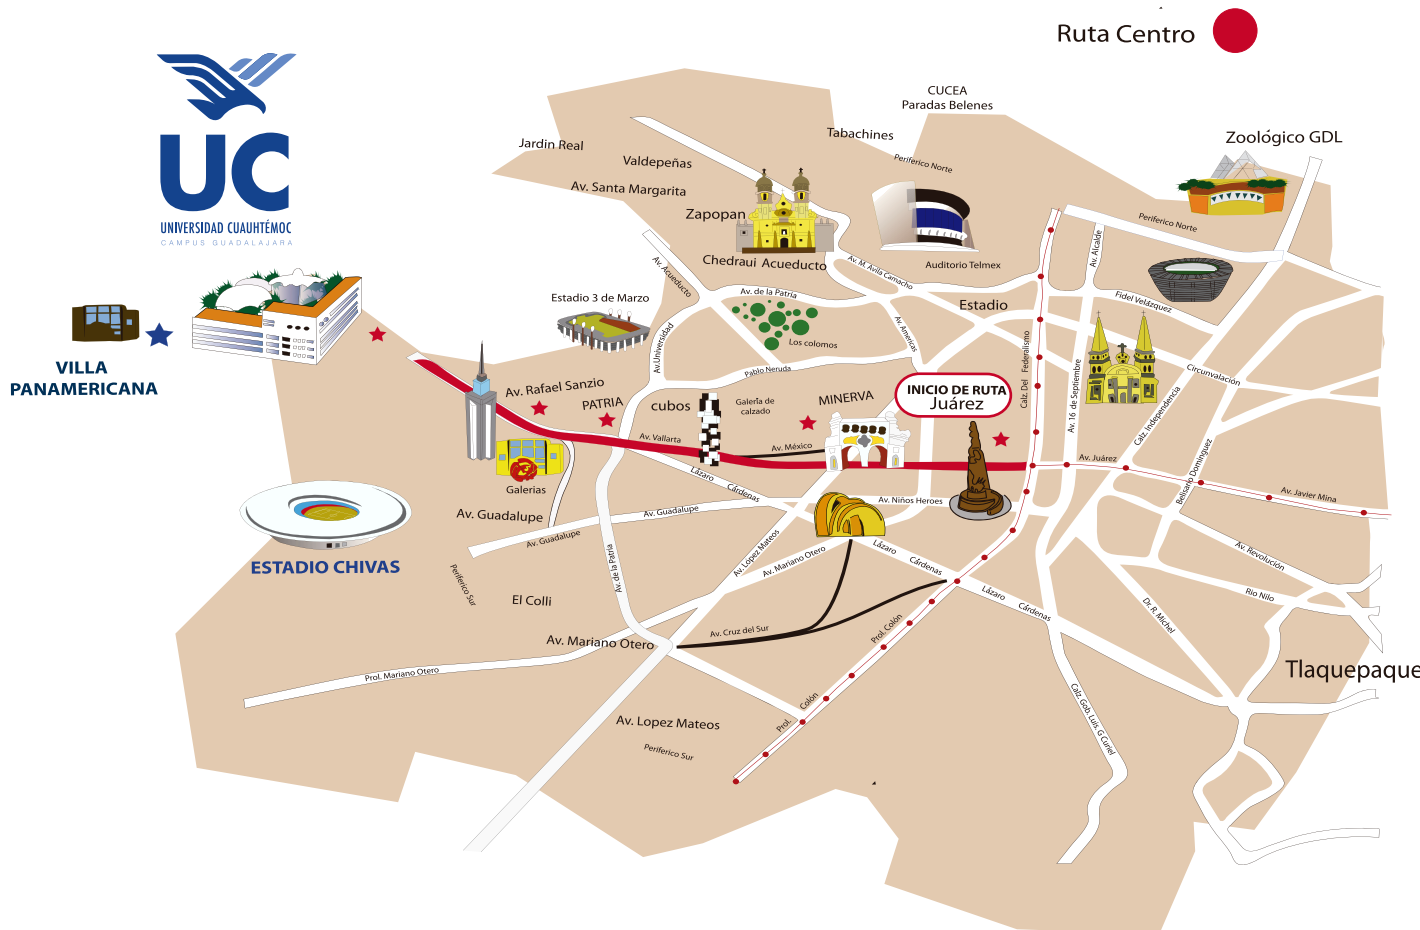 Ruta Centro
CUCEA
Paradas Belenes
Tabachines
Periferico Norte
Zoológico GDL
Jardin Real
Valdepeñas
Av. Santa Margarita
Zapopan
UC
UNIVERSIDAD CUAUHTÉMOC
CAMPUS GUADALAJARA
Periferico Norte
Av. Alcalde
Chedraui Acueducto
Av. M. Avila Camacho
Auditorio Telmex
Av. Acueducto
Av. de la Patria
Estadio 3 de Marzo
Estadio
Fidel Velázquez
Av. Universidad
Los colomos
Av. Americas
Calz. Del Federalismo
Av. 16 de Septiembre
Circunvalación
Pablo Neruda
VILLA
PANAMERICANA
Av. Rafael Sanzio
PATRIA
cubos
Galería de
calzado
MINERVA
INICIO DE RUTA
Juárez
Calz. Independencia
Belisario Dominguez
Av. Vallarta
Av. México
Av. Juárez
Av. Javier Mina
Galerias
Lázaro Cárdenas
Av. Niños Heroes
Av. Guadalupe
Av. Guadalupe
Av. Guadalupe
ESTADIO CHIVAS
Av. Lopez Mateos
Av. Mariano Otero
Lázaro Cárdenas
Av. Revolución
Periferico Sur
Av. de la Patria
El Colli
Lázaro Cárdenas
Rio Nilo
Dr. R. Michel
Av. Mariano Otero
Av. Cruz del Sur
Prol. Colón
Prol. Mariano Otero
Tlaquepaque
Prol. Colón
Calz. Gob. Luis. G Curiel
Av. Lopez Mateos
Periferico Sur